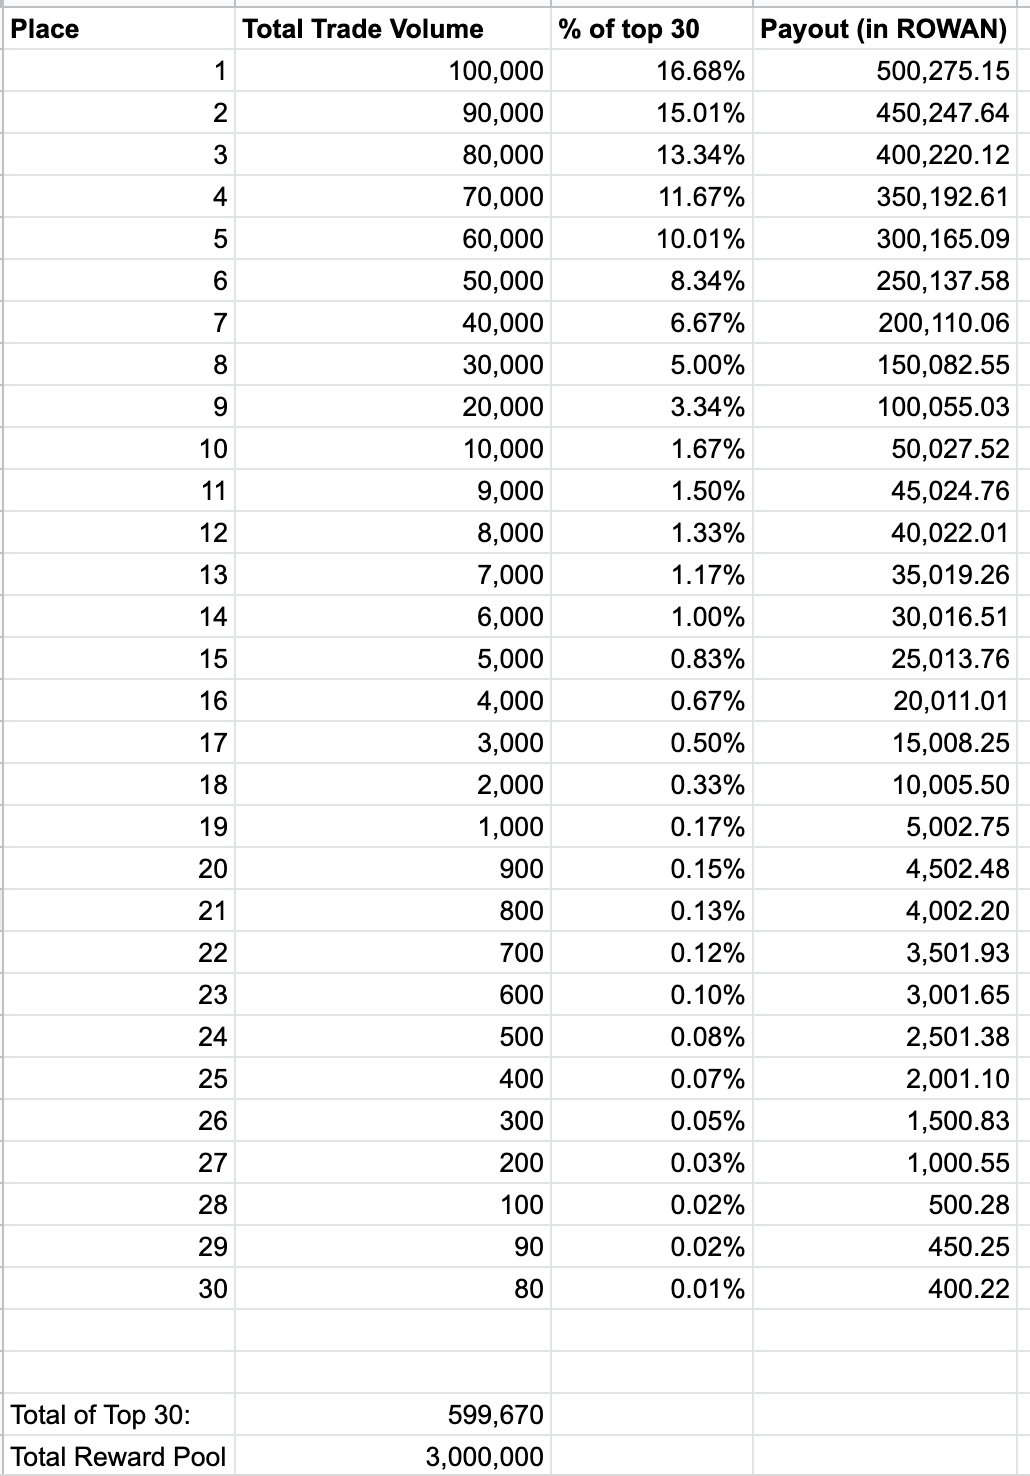 Place Total Trade Volume % of top 30 Payout (in ROWAN)
1 100,000 16.68% 500,275.15
2 90,000 15.01% 450,247.64
3 80,000 13.34% 400,220.12
4 70,000 11.67% 350,192.61
5 60,000 10.01% 300,165.09
6 50,000 8.34% 250,137.58
7 40,000 6.67% 200,110.06
8 30,000 5.00% 150,082.55
9 20,000 3.34% 100,055.03
10 10,000 1.67% 50,027.52
11 9,000 1.50% 45,024.76
12 8,000 1.33% 40,022.01
13 7,000 1.17% 35,019.26
14 6,000 1.00% 30,016.51
15 5,000 0.83% 25,013.76
16 4,000 0.67% 20,011.01
17 3,000 0.50% 15,008.25
18 2,000 0.33% 10,005.50
19 1,000 0.17% 5,002.75
20 900 0.15% 4,502.48
21 800 0.13% 4,002.20
22 700 0.12% 3,501.93
23 600 0.10% 3,001.65
24 500 0.08% 2,501.38
25 400 0.07% 2,001.10
26 300 0.05% 1,500.83
27 200 0.03% 1,000.55
28 100 0.02% 500.28
29 90 0.02% 450.25
30 80 0.01% 400.22
Total of Top 30: 599,670
Total Reward Pool 3,000,000